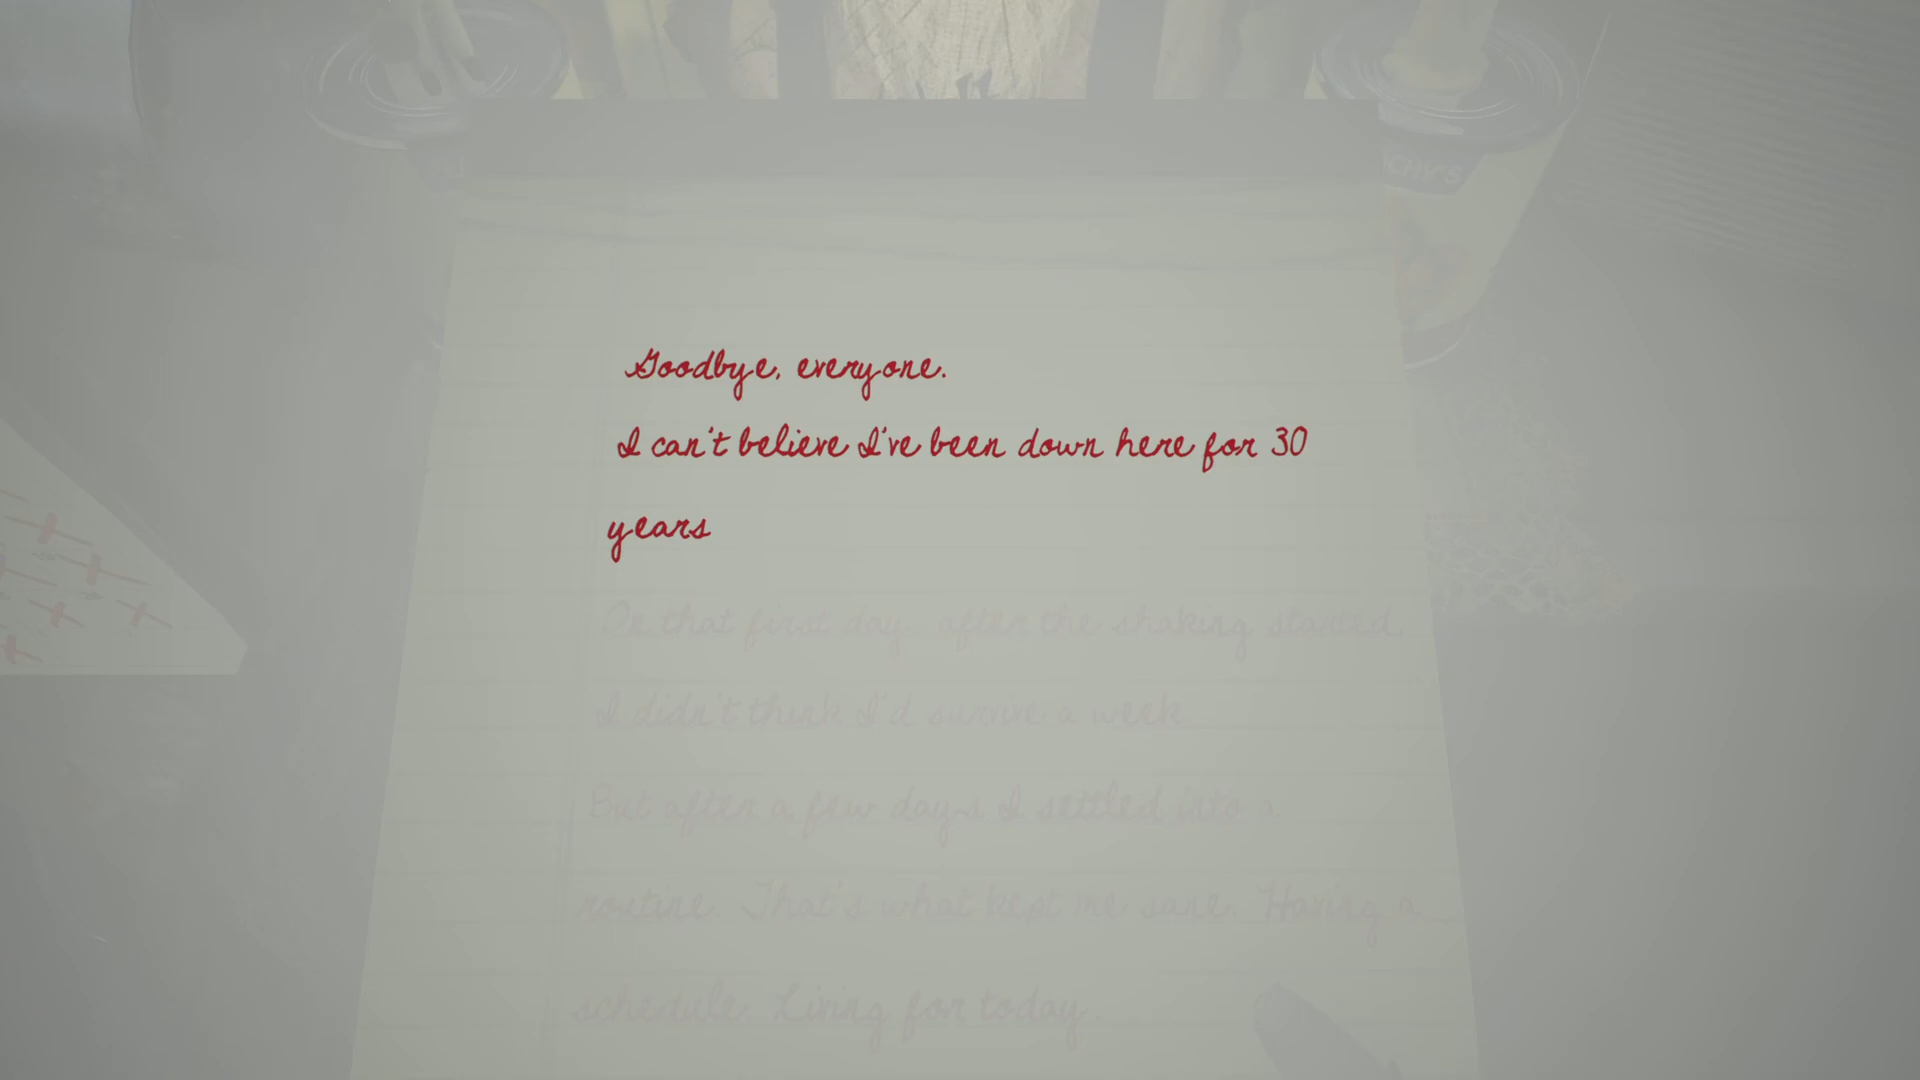 Goodbye, everyone.
I can't believe I've been down here for 30
years
On that first day after the shaking started
I didn't think I'd survive a week
But after a few days I settled into a
routine. That's what kept me sane. Having a
schedule. Living for today.